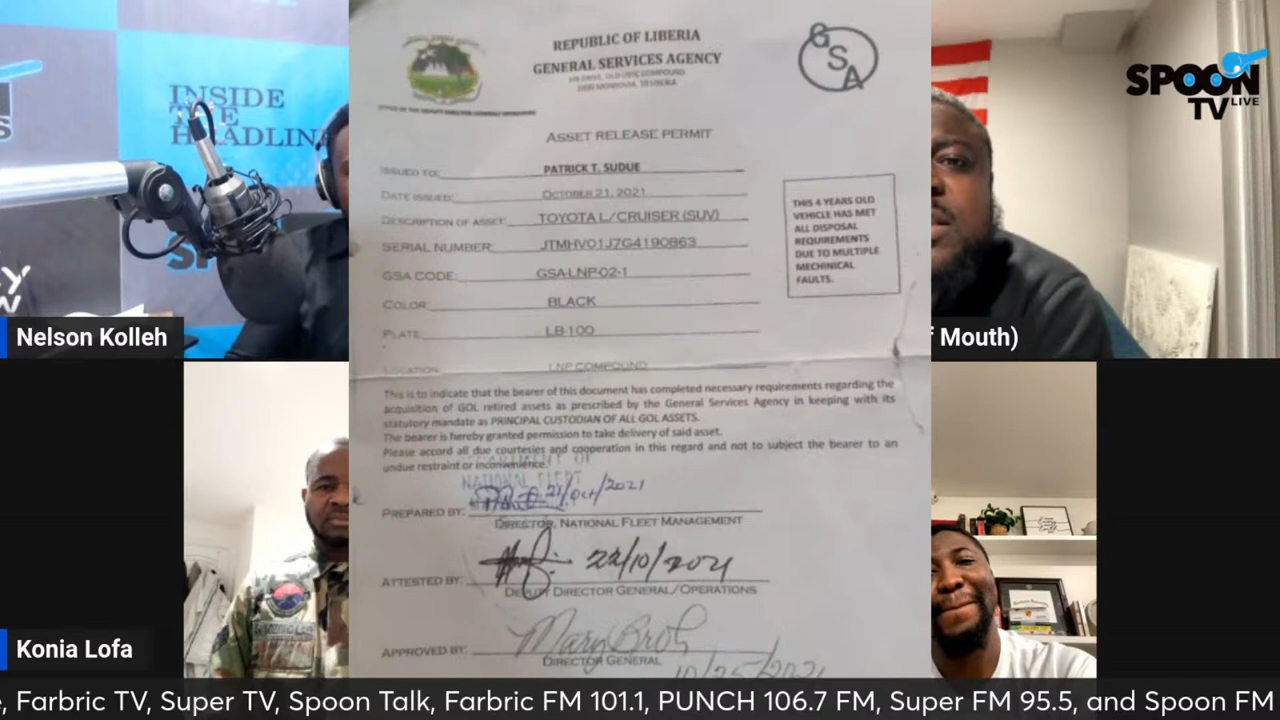 INSIDE
THE
HEADLIN
Nelson Kolleh
REPUBLIC OF LIBERIA
GENERAL SERVICES AGENCY
GSA
ASSET RELEASE PERMIT
ISSUED TO: PATRICK T. SUDUE
DATE ISSUED: OCTOBER 21, 2021
DESCRIPTION OF ASSET: TOYOTA L/CRUISER (SUV)
SERIAL NUMBER: JTMHV01J7G4190863
GSA CODE: GSA-LNP-02-1
COLOR: BLACK
PLATE: LB-100
LOCATION LNP COMPOUND
THIS 4 YEARS OLD
VEHICLE HAS MET
ALL DISPOSAL
REQUIREMENTS
DUE TO MULTIPLE
MECHINICAL
FAULTS.
This is to indicate that the bearer of this document has completed necessary requirements regarding the
acquisition of GOL retired assets as prescribed by the General Services Agency in keeping with its
statutory mandate as PRINCIPAL CUSTODIAN OF ALL GOL ASSETS.
The bearer is hereby granted permission to take delivery of said asset.
Please accord all due courtesies and cooperation in this regard and not to subject the bearer to an
undue restraint or inconvenience.
NATIONAL FLEET
21/Oct/2021
PREPARED BY:
DIRECTOR, NATIONAL FLEET MANAGEMENT
22/10/2021
ATTESTED BY:
DEPUTY DIRECTOR GENERAL/OPERATIONS
Mary Broh
APPROVED BY:
DIRECTOR GENERAL
10/25/2021
SPOON
TV LIVE
Mouth)
Konia Lofa
, Farbric TV, Super TV, Spoon Talk, Farbric FM 101.1, PUNCH 106.7 FM, Super FM 95.5, and Spoon FM